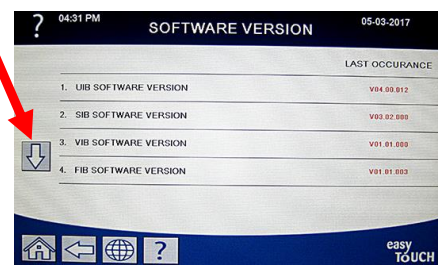 ?
04:31 PM
SOFTWARE VERSION
05-03-2017
LAST OCCURANCE
1. UIB SOFTWARE VERSION V04.00.012
2. SIB SOFTWARE VERSION V03.02.000
3. VIB SOFTWARE VERSION V01.01.000
4. FIB SOFTWARE VERSION V01.01.003
?
easy
TOUCH